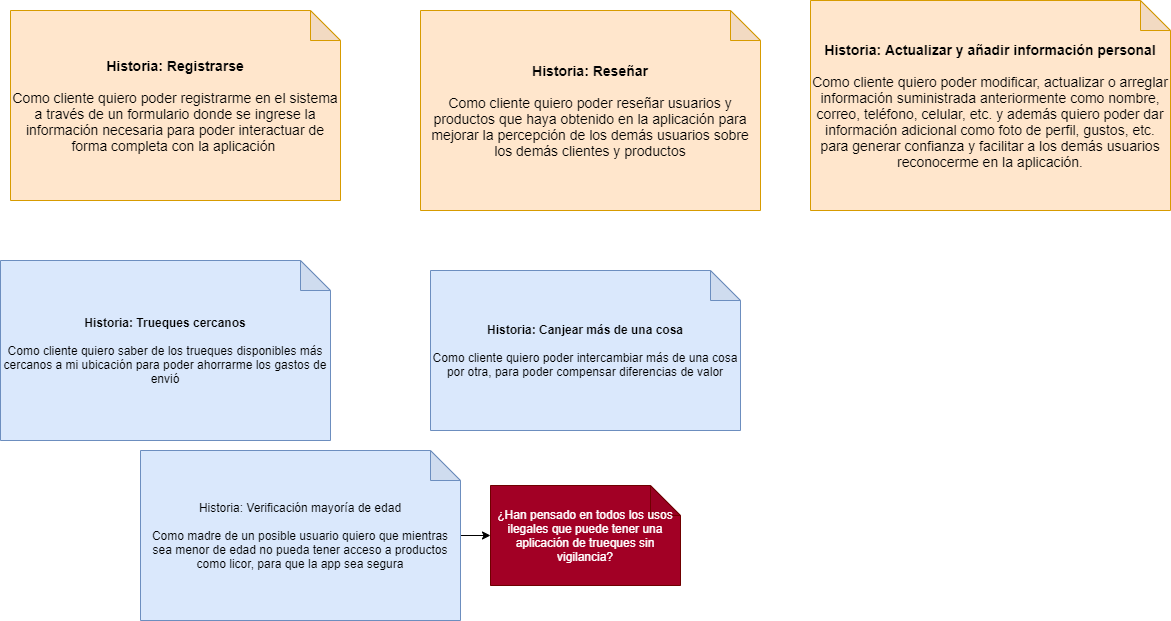 Historia: Registrarse
Como cliente quiero poder registrarme en el sistema
a través de un formulario donde se ingrese la
información necesaria para poder interactuar de
forma completa con la aplicación
Historia: Reseñar
Como cliente quiero poder reseñar usuarios y
productos que haya obtenido en la aplicación para
mejorar la percepción de los demás usuarios sobre
los demás clientes y productos
Historia: Actualizar y añadir información personal
Como cliente quiero poder modificar, actualizar o arreglar
información suministrada anteriormente como nombre,
correo, teléfono, celular, etc. y además quiero poder dar
información adicional como foto de perfil, gustos, etc.
para generar confianza y facilitar a los demás usuarios
reconocerme en la aplicación.
Historia: Trueques cercanos
Como cliente quiero saber de los trueques disponibles más
cercanos a mi ubicación para poder ahorrarme los gastos de
envió
Historia: Canjear más de una cosa
Como cliente quiero poder intercambiar más de una cosa
por otra, para poder compensar diferencias de valor
Historia: Verificación mayoría de edad
Como madre de un posible usuario quiero que mientras
sea menor de edad no pueda tener acceso a productos
como licor, para que la app sea segura
¿Han pensado en todos los usos
ilegales que puede tener una
aplicación de trueques sin
vigilancia?